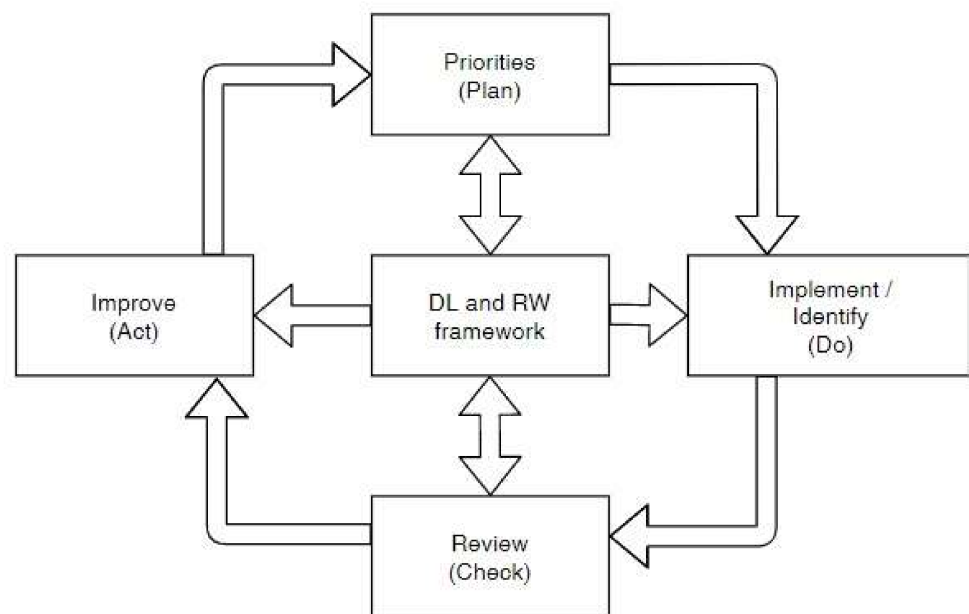 Priorities
(Plan)
Improve
(Act)
DL and RW
framework
Implement /
Identify
(Do)
Review
(Check)